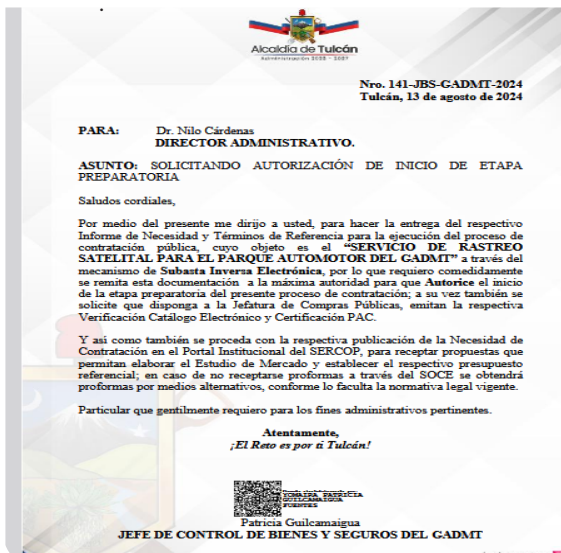 Alcaldía de Tulcán
Administración 2023 - 2027
Nro. 141-JBS-GADMT-2024
Tulcán, 13 de agosto de 2024
PARA: Dr. Nilo Cárdenas
DIRECTOR ADMINISTRATIVO.
ASUNTO: SOLICITANDO AUTORIZACIÓN DE INICIO DE ETAPA
PREPARATORIA
Saludos cordiales,
Por medio del presente me dirijo a usted, para hacer la entrega del respectivo
Informe de Necesidad y Términos de Referencia para la ejecución del proceso de
contratación pública, cuyo objeto es el “SERVICIO DE RASTREO
SATELITAL PARA EL PARQUE AUTOMOTOR DEL GADMT” a través del
mecanismo de Subasta Inversa Electrónica, por lo que requiero comedidamente
se remita esta documentación a la máxima autoridad para que Autorice el inicio
de la etapa preparatoria del presente proceso de contratación; a su vez también se
solicite que disponga a la Jefatura de Compras Públicas, emitan la respectiva
Verificación Catálogo Electrónico y Certificación PAC.
Y así como también se proceda con la respectiva publicación de la Necesidad de
Contratación en el Portal Institucional del SERCOP, para receptar propuestas que
permitan elaborar el Estudio de Mercado y establecer el respectivo presupuesto
referencial; en caso de no receptarse proformas a través del SOCE se obtendrá
proformas por medios alternativos, conforme lo faculta la normativa legal vigente.
Particular que gentilmente requiero para los fines administrativos pertinentes.
Atentamente,
¡El Reto es por ti Tulcán!
YOMAIRA PATRICIA
GUILCAMAIGUA
FUENTES
Patricia Guilcamaigua
JEFE DE CONTROL DE BIENES Y SEGUROS DEL GADMT